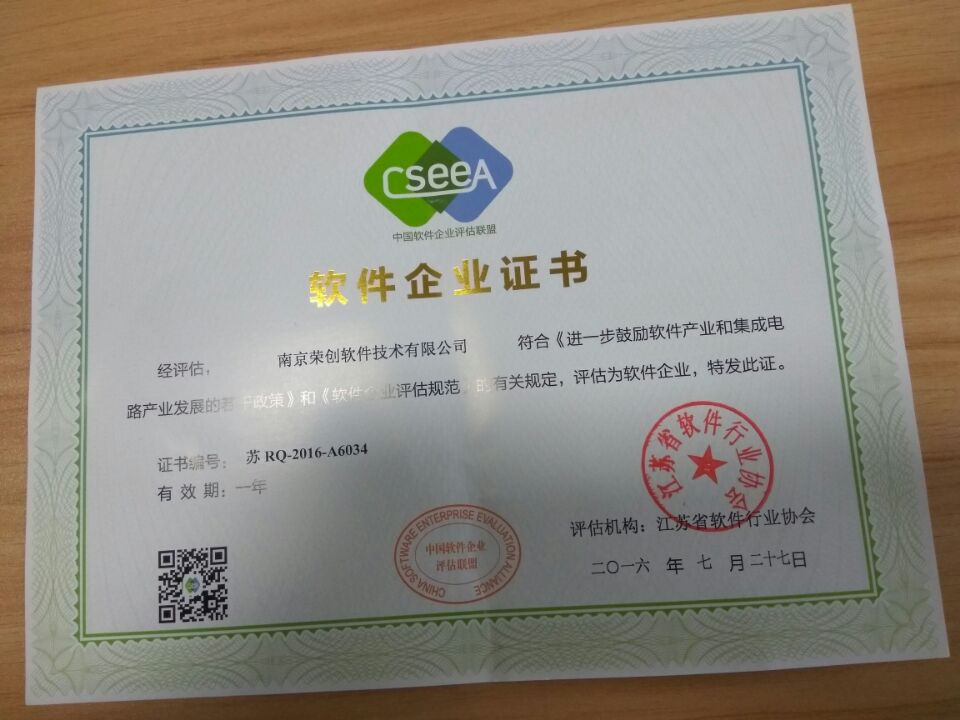 CSeeA
中国软件企业评估联盟
软件企业证书
经评估， 南京荣创软件技术有限公司 符合《进一步鼓励软件产业和集成电
路产业发展的若干政策》和《软件企业评估规范》的有关规定，评估为软件企业，特发此证。
证书编号： 苏 RQ-2016-A6034
有 效 期： 一年
江苏省软件行业协会
评估机构： 江苏省软件行业协会
二〇一六 年 七 月 二十七日
CHINA SOFTWARE ENTERPRISE EVALUATION ALLIANCE
中国软件企业
评估联盟